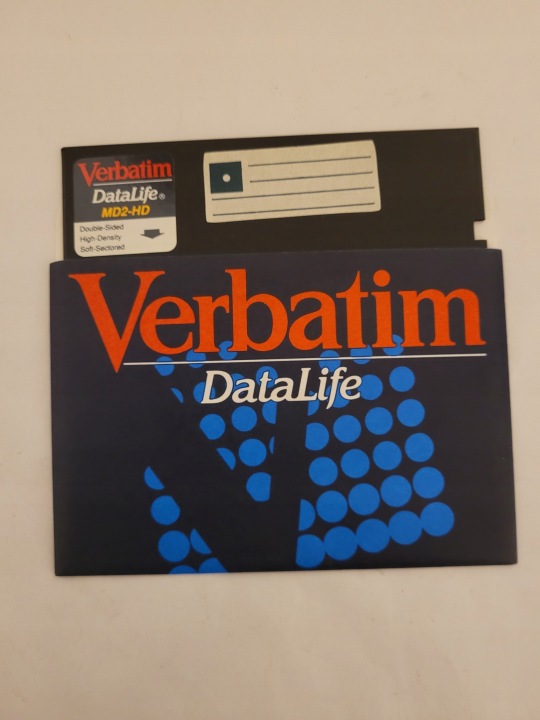 Verbatim
DataLife®
MD2-HD
Double-Sided
High-Density
Soft-Sectored
Verbatim
DataLife